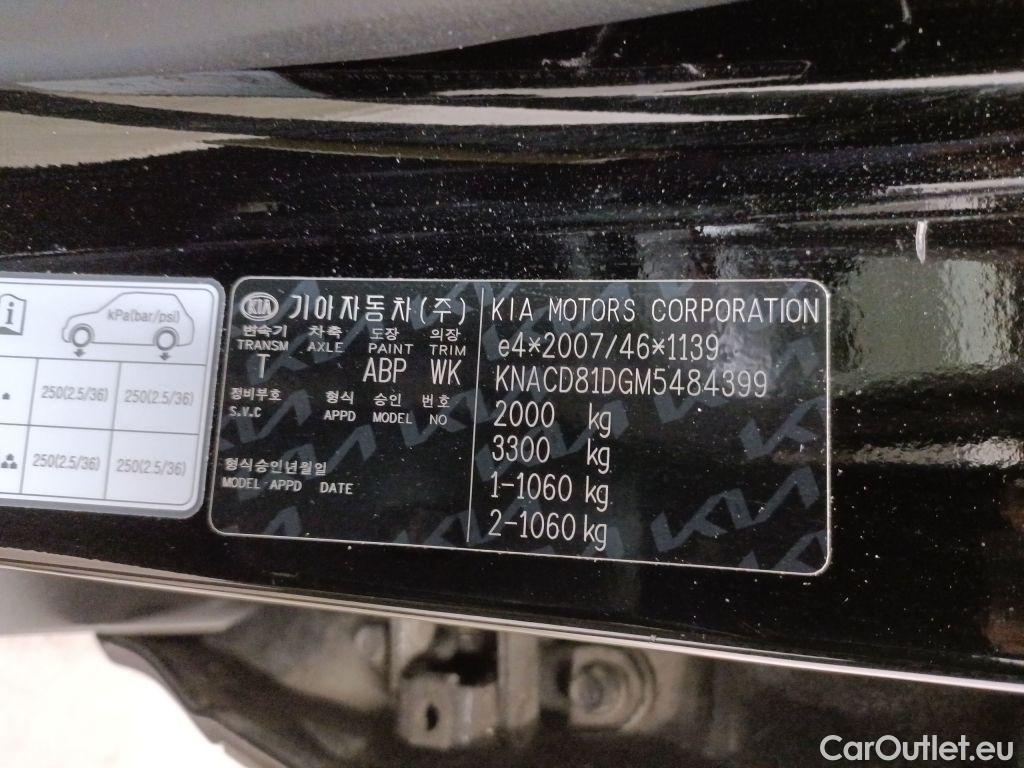 kPa(bar/psi)
250(2.5/36) 250(2.5/36)
250(2.5/36) 250(2.5/36)
KIA 기아자동차(주)
변속기 차축 도장 의장
TRANSM AXLE PAINT TRIM
T ABP WK
정비부호 형식 승인 번호
S.V.C APPD MODEL NO
형식승인년월일
MODEL APPD DATE
KIA MOTORS CORPORATION
e4*2007/46*1139
KNACD81DGM5484399
2000 kg
3300 kg
1-1060 kg
2-1060 kg
CarOutlet.eu